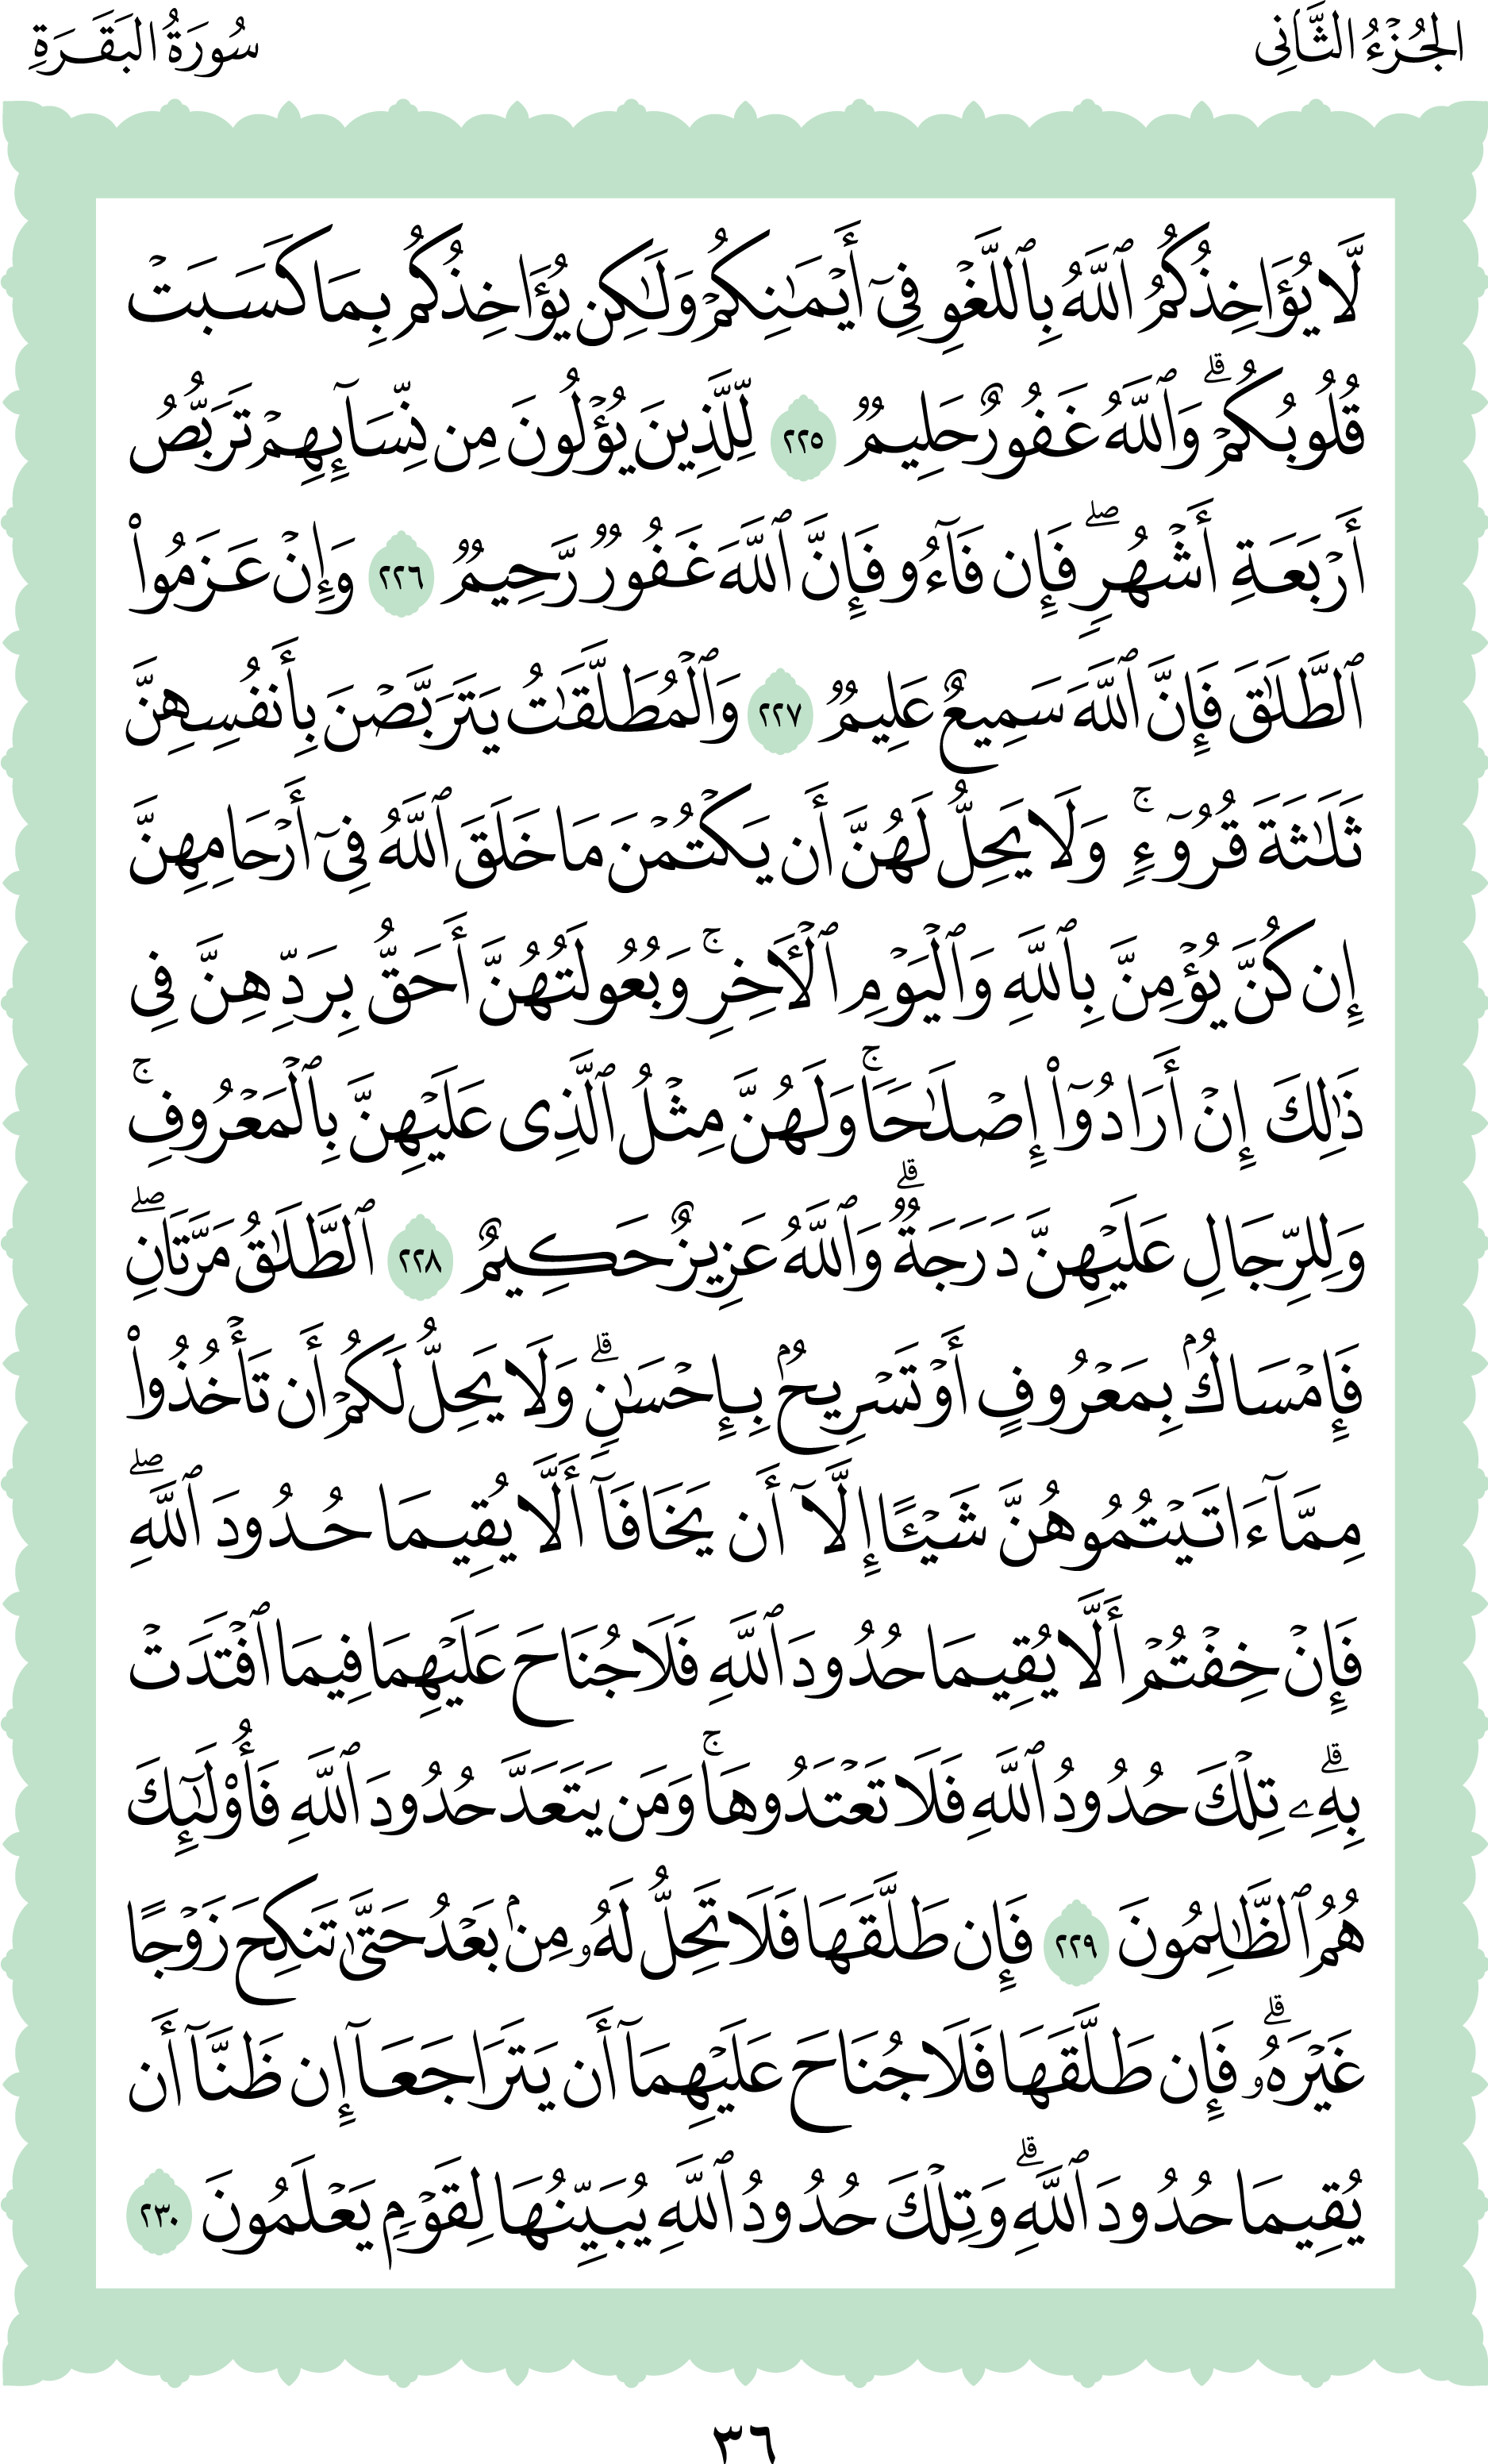 الجُزْءُ الثَّانِى
سُورَةُ البَقَرَةِ
لَّا يُؤَاخِذُكُمُ ٱللَّهُ بِٱللَّغْوِ فِىٓ أَيْمَـٰنِكُمْ وَلَـٰكِن يُؤَاخِذُكُم بِمَا كَسَبَتْ
قُلُوبُكُمْ ۗ وَٱللَّهُ غَفُورٌ حَلِيمٌ ٢٢٥ لِّلَّذِينَ يُؤْلُونَ مِن نِّسَآئِهِمْ تَرَبُّصُ
أَرْبَعَةِ أَشْهُرٍ ۖ فَإِن فَآءُو فَإِنَّ ٱللَّهَ غَفُورٌ رَّحِيمٌ ٢٢٦ وَإِنْ عَزَمُوا۟
ٱلطَّلَـٰقَ فَإِنَّ ٱللَّهَ سَمِيعٌ عَلِيمٌ ٢٢٧ وَٱلْمُطَلَّقَـٰتُ يَتَرَبَّصْنَ بِأَنفُسِهِنَّ
ثَلَـٰثَةَ قُرُوٓءٍ ۚ وَلَا يَحِلُّ لَهُنَّ أَن يَكْتُمْنَ مَا خَلَقَ ٱللَّهُ فِىٓ أَرْحَامِهِنَّ
إِن كُنَّ يُؤْمِنَّ بِٱللَّهِ وَٱلْيَوْمِ ٱلْـَٔاخِرِ ۚ وَبُعُولَتُهُنَّ أَحَقُّ بِرَدِّهِنَّ فِى
ذَٰلِكَ إِنْ أَرَادُوٓا۟ إِصْلَـٰحًا ۚ وَلَهُنَّ مِثْلُ ٱلَّذِى عَلَيْهِنَّ بِٱلْمَعْرُوفِ ۚ
وَلِلرِّجَالِ عَلَيْهِنَّ دَرَجَةٌ ۗ وَٱللَّهُ عَزِيزٌ حَكِيمٌ ٢٢٨ ٱلطَّلَـٰقُ مَرَّتَانِ ۖ
فَإِمْسَاكٌۢ بِمَعْرُوفٍ أَوْ تَسْرِيحٌۢ بِإِحْسَـٰنٍ ۗ وَلَا يَحِلُّ لَكُمْ أَن تَأْخُذُوا۟
مِمَّآ ءَاتَيْتُمُوهُنَّ شَيْـًٔا إِلَّآ أَن يَخَافَآ أَلَّا يُقِيمَا حُدُودَ ٱللَّهِ ۖ
فَإِنْ خِفْتُمْ أَلَّا يُقِيمَا حُدُودَ ٱللَّهِ فَلَا جُنَاحَ عَلَيْهِمَا فِيمَا ٱفْتَدَتْ
بِهِۦ ۗ تِلْكَ حُدُودُ ٱللَّهِ فَلَا تَعْتَدُوهَا ۚ وَمَن يَتَعَدَّ حُدُودَ ٱللَّهِ فَأُو۟لَـٰٓئِكَ
هُمُ ٱلظَّـٰلِمُونَ ٢٢٩ فَإِن طَلَّقَهَا فَلَا تَحِلُّ لَهُۥ مِنۢ بَعْدُ حَتَّىٰ تَنكِحَ زَوْجًا
غَيْرَهُۥ ۗ فَإِن طَلَّقَهَا فَلَا جُنَاحَ عَلَيْهِمَآ أَن يَتَرَاجَعَآ إِن ظَنَّآ أَن
يُقِيمَا حُدُودَ ٱللَّهِ ۗ وَتِلْكَ حُدُودُ ٱللَّهِ يُبَيِّنُهَا لِقَوْمٍ يَعْلَمُونَ ٢٣٠
٣٦